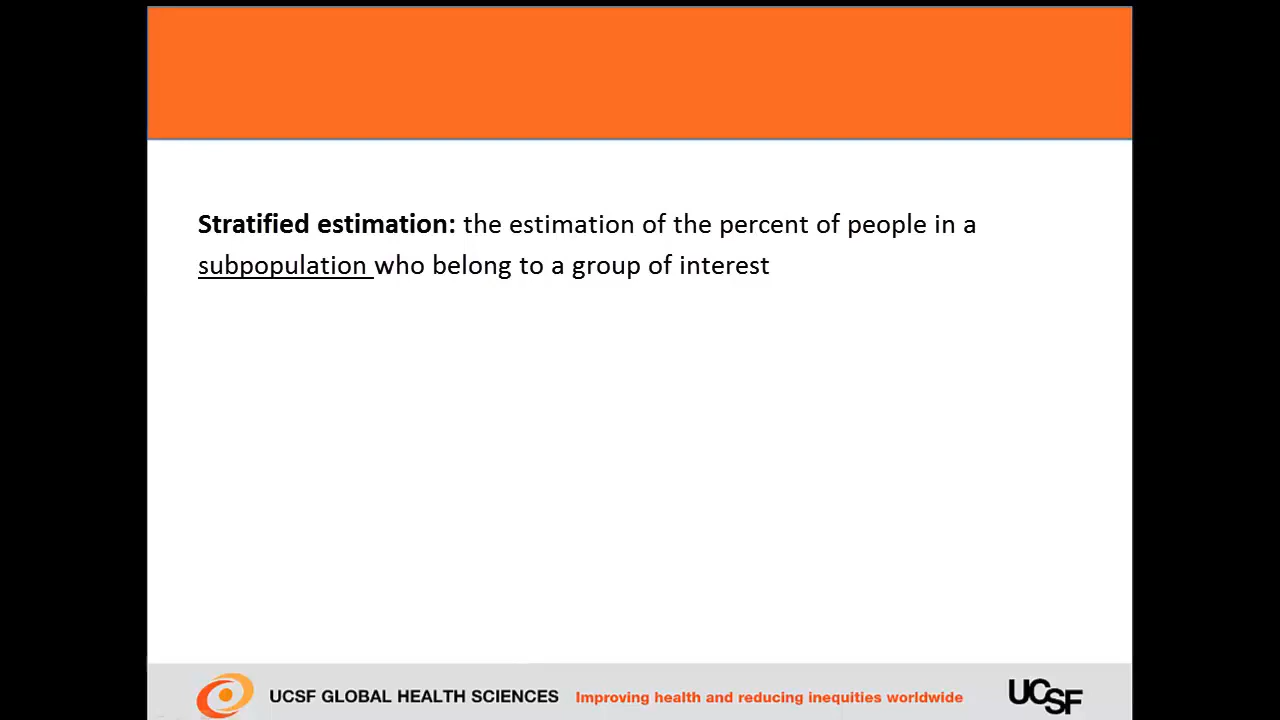 Stratified estimation: the estimation of the percent of people in a
subpopulation who belong to a group of interest
UCSF GLOBAL HEALTH SCIENCES Improving health and reducing inequities worldwide UCSF